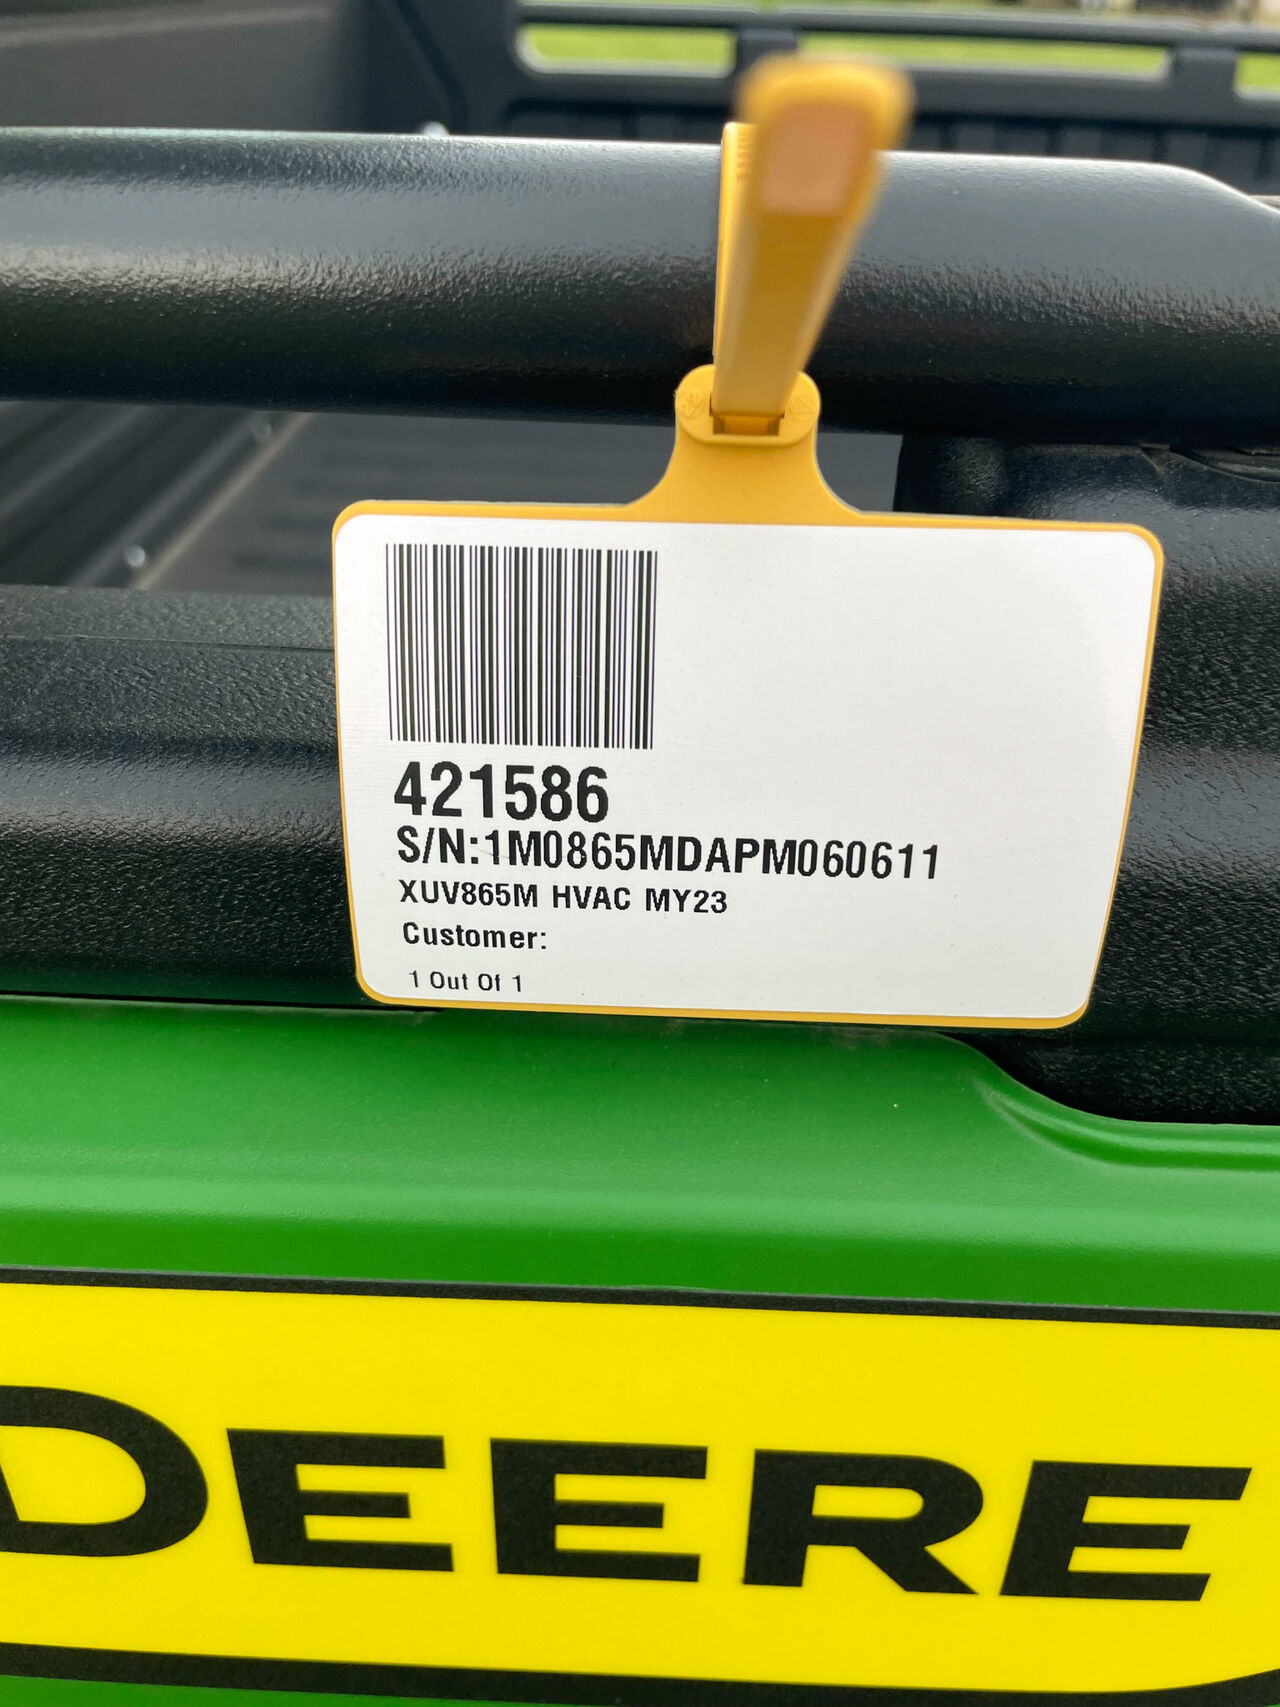 421586
S/N:1M0865MDAPM060611
XUV865M HVAC MY23
Customer:
1 Out Of 1
DEERE